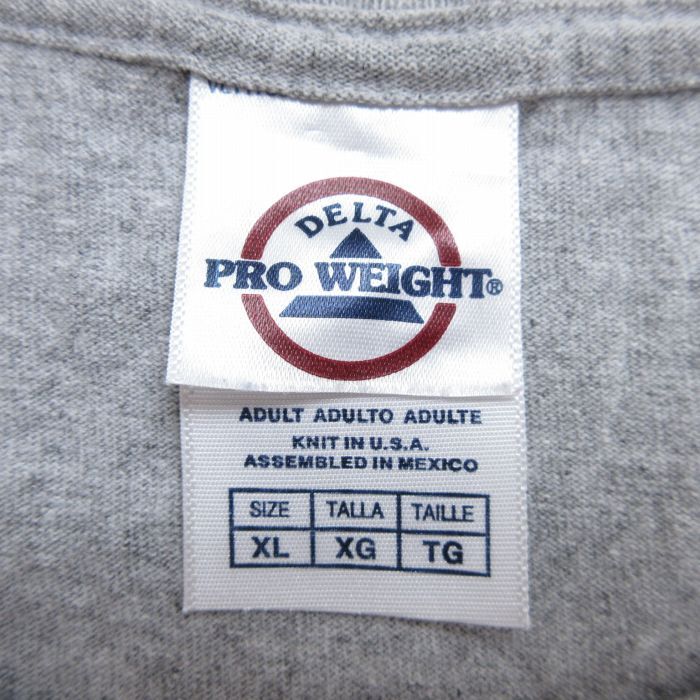 DELTA
PRO WEIGHT®
ADULT ADULTO ADULTE
KNIT IN U.S.A.
ASSEMBLED IN MEXICO
SIZE TALLA TAILLE
XL XG TG